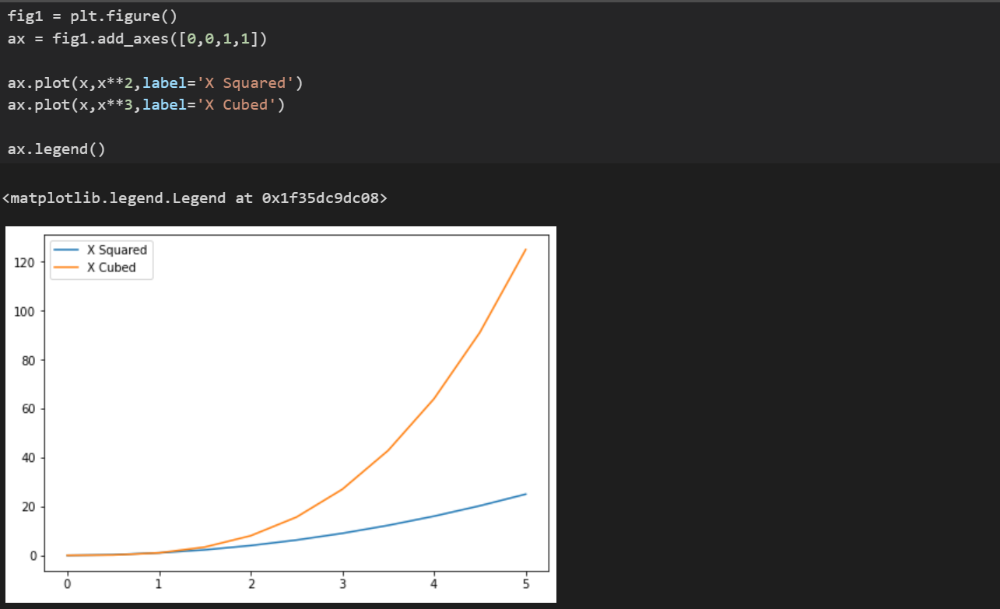 fig1 = plt.figure()
ax = fig1.add_axes([0,0,1,1])
ax.plot(x,x**2,label='X Squared')
ax.plot(x,x**3,label='X Cubed')
ax.legend()
<matplotlib.legend.Legend at 0x1f35dc9dc08>
X Squared
X Cubed
120
100
80
60
40
20
0
0 1 2 3 4 5